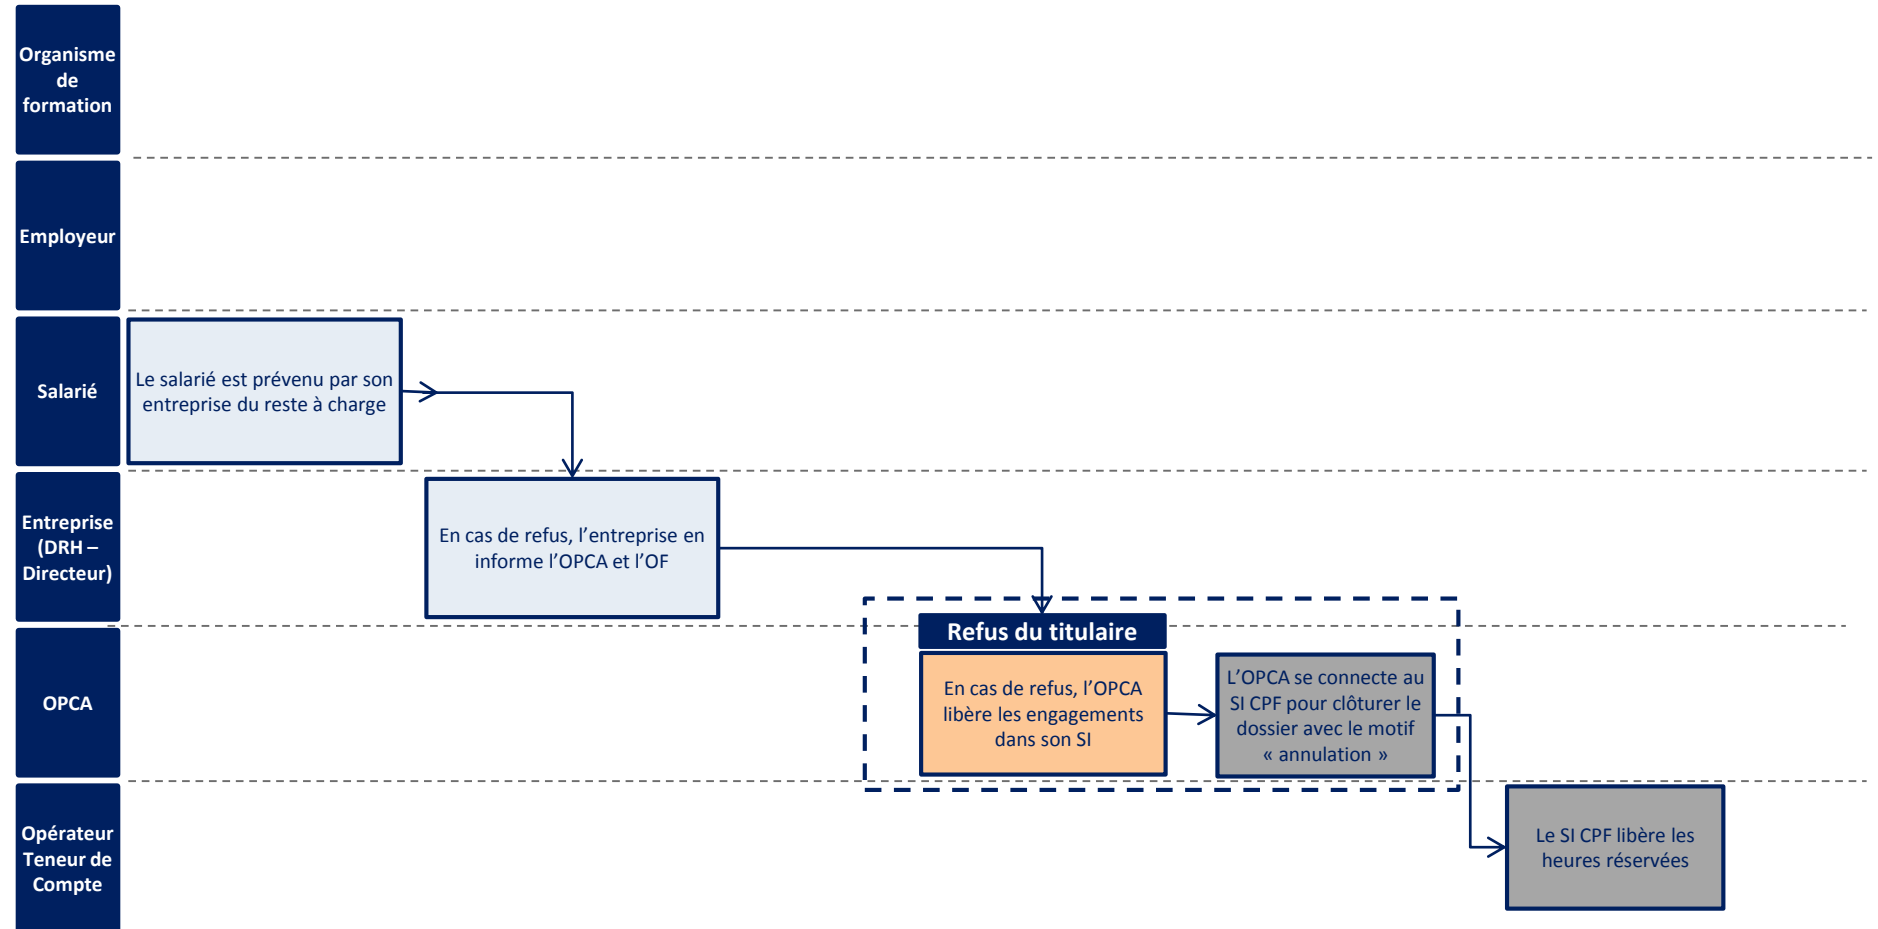 Organisme
de
formation
Employeur
Salarié
Le salarié est prévenu par son
entreprise du reste à charge
Entreprise
(DRH –
Directeur)
En cas de refus, l’entreprise en
informe l’OPCA et l’OF
OPCA
Refus du titulaire
En cas de refus, l’OPCA
libère les engagements
dans son SI
L’OPCA se connecte au
SI CPF pour clôturer le
dossier avec le motif
« annulation »
Opérateur
Teneur de
Compte
Le SI CPF libère les
heures réservées